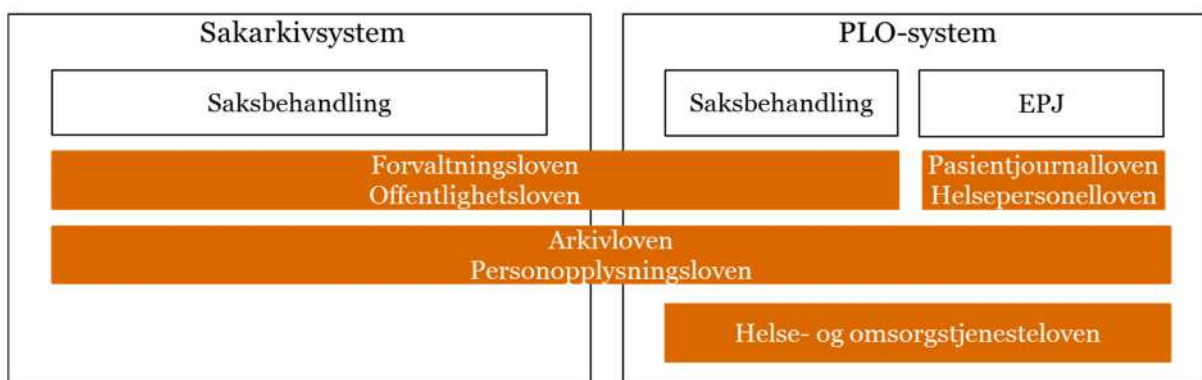 Sakarkivsystem
PLO-system
Saksbehandling
Saksbehandling
EPJ
Forvaltningsloven
Offentlighetsloven
Pasientjournalloven
Helsepersonelloven
Arkivloven
Personopplysningsloven
Helse- og omsorgstjenesteloven